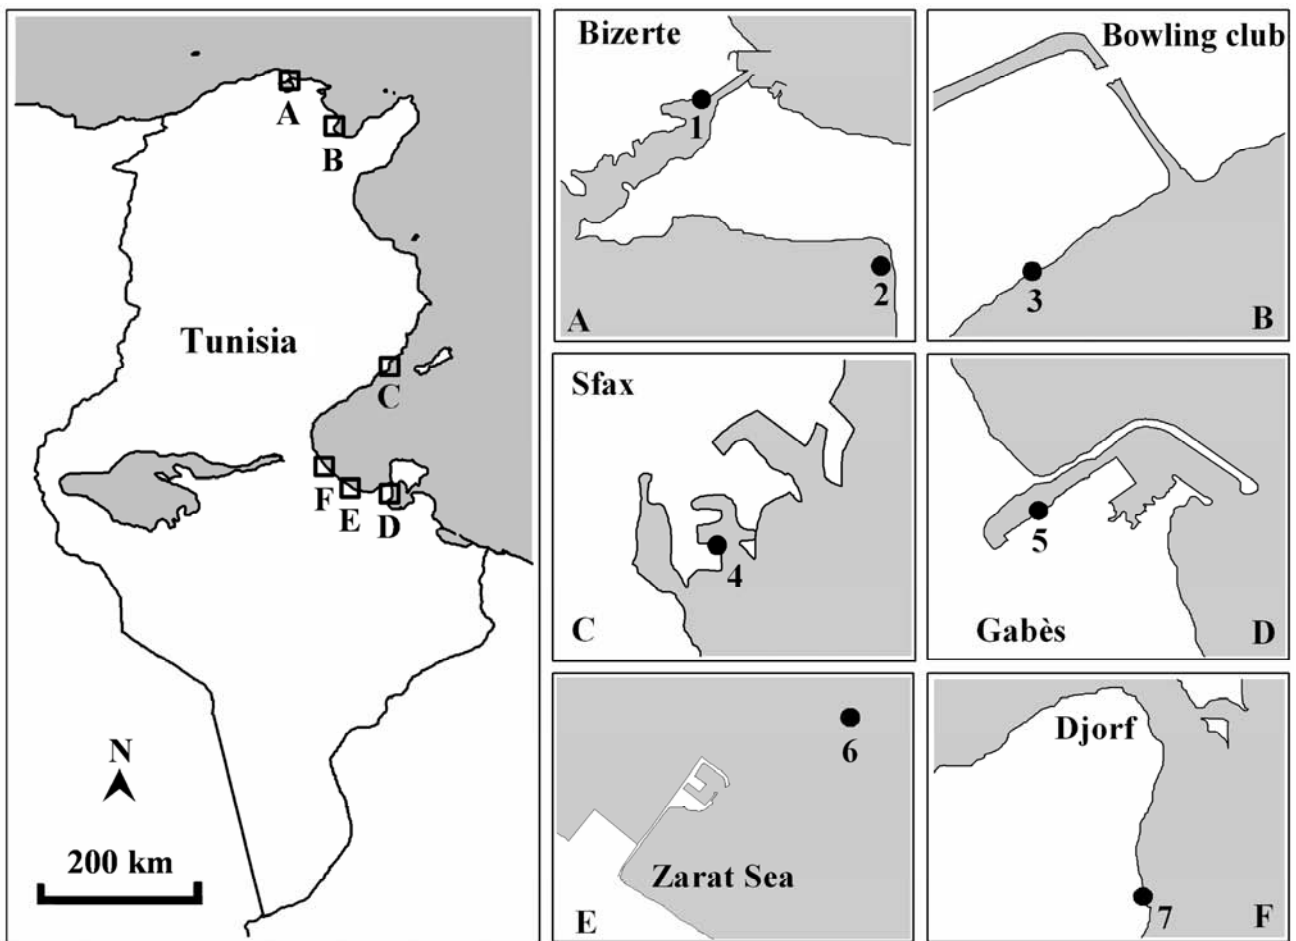 A
B
Tunisia
C
F
E
D
N
200 km
Bizerte
1
2
A
Bowling club
3
B
Sfax
4
C
5
Gabès
D
6
Zarat Sea
E
Djorf
7
F